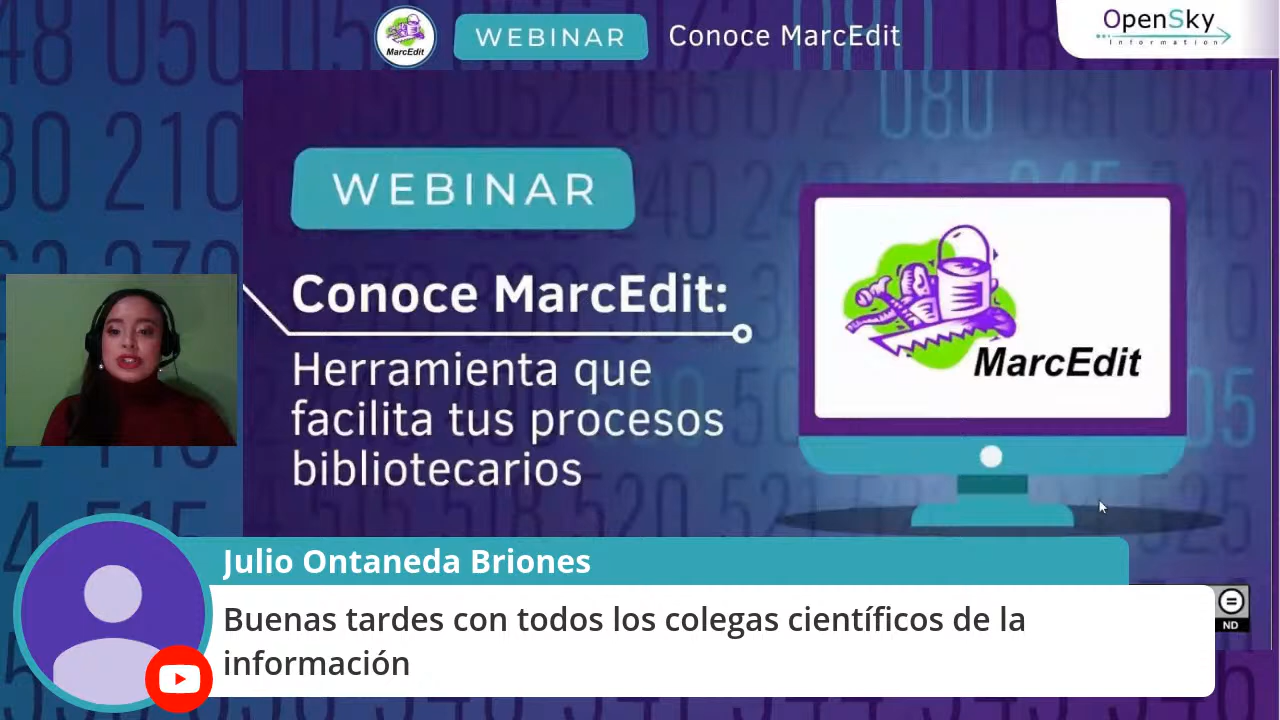 MarcEdit
WEBINAR
Conoce MarcEdit
OpenSky
Information
WEBINAR
Conoce MarcEdit:
Herramienta que
facilita tus procesos
bibliotecarios
MarcEdit
Julio Ontaneda Briones
Buenas tardes con todos los colegas científicos de la
información
ND